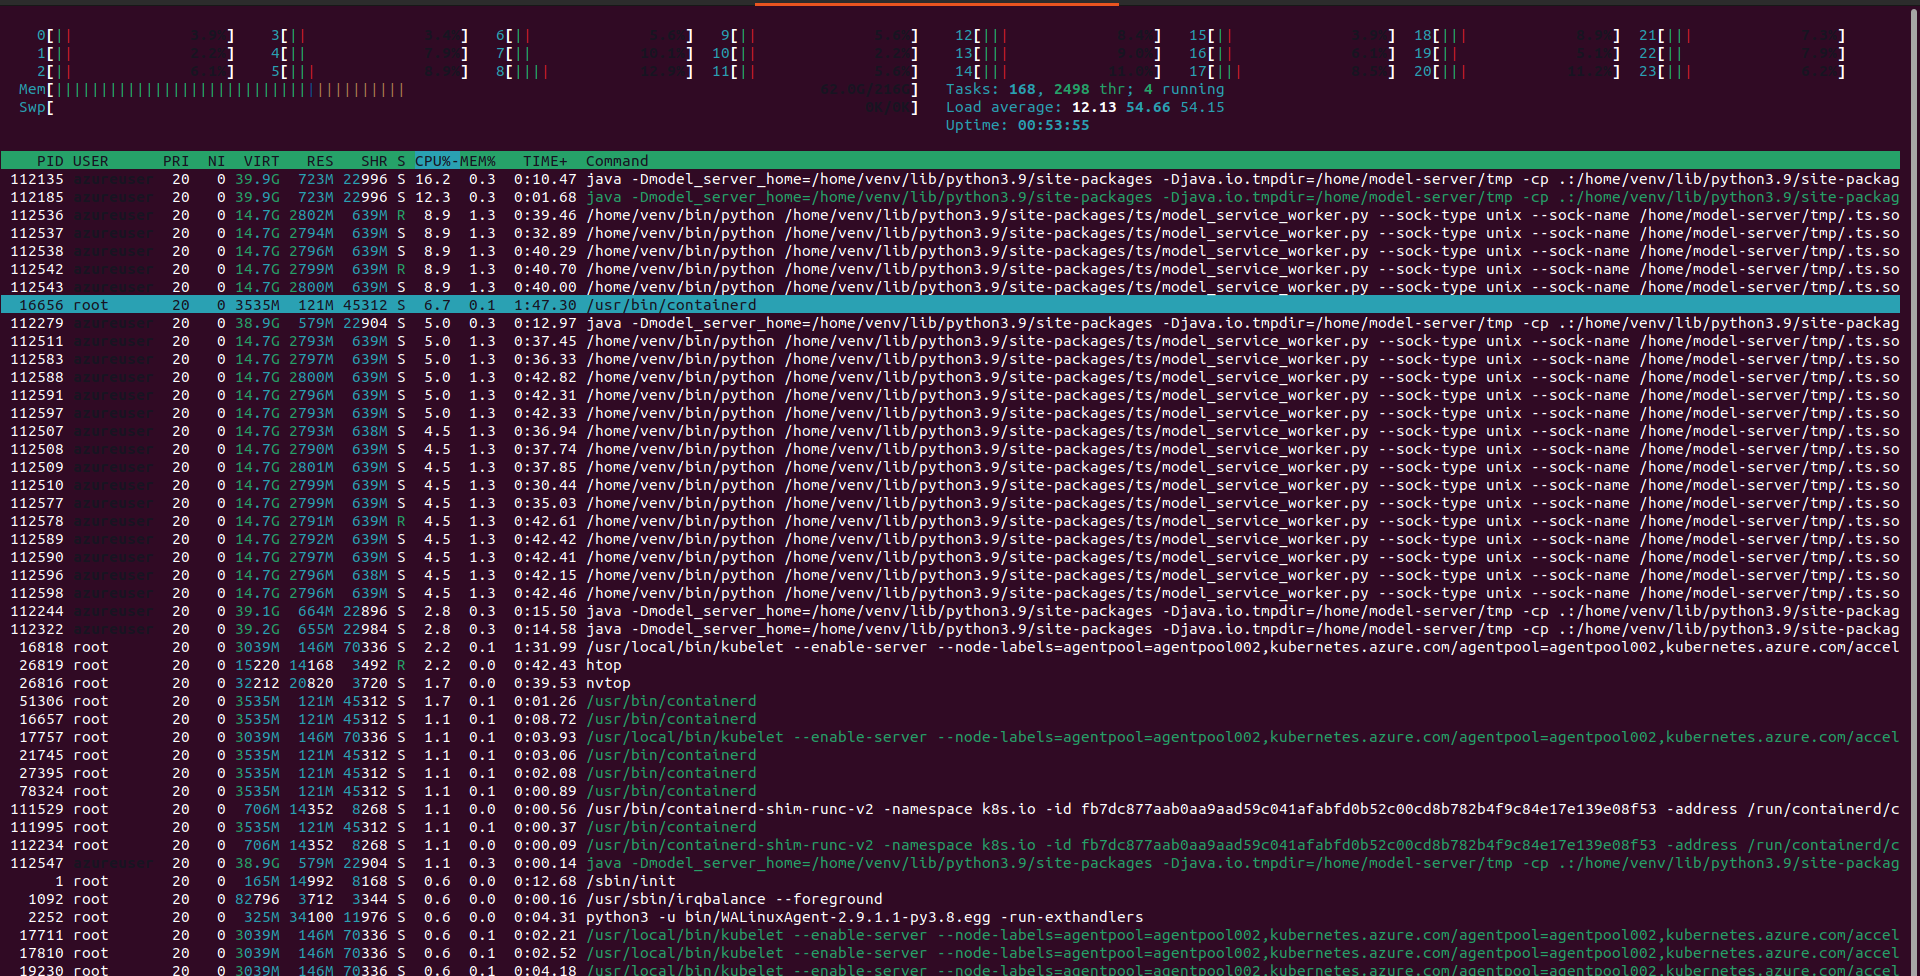 0[|| ] 3[|| ] 6[|| ] 9[|| ] 12[||| ] 15[|| ] 18[||| ] 21[||| ]
1[|| ] 4[|| ] 7[|| ] 10[|| ] 13[||| ] 16[|| ] 19[|| ] 22[|| ]
2[|| ] 5[||| ] 8[|||| ] 11[|| ] 14[||| ] 17[||| ] 20[||| ] 23[||| ]
Mem[||||||||||||||||||||||||||||||||||||||| ] Tasks: 168, 2498 thr; 4 running
Swp[ ] Load average: 12.13 54.66 54.15
Uptime: 00:53:55
PID USER PRI NI VIRT RES SHR S CPU%-MEM% TIME+ Command
112135 20 0 39.9G 723M 22996 S 16.2 0.3 0:10.47 java -Dmodel_server_home=/home/venv/lib/python3.9/site-packages -Djava.io.tmpdir=/home/model-server/tmp -cp .:/home/venv/lib/python3.9/site-packag
112185 20 0 39.9G 723M 22996 S 12.3 0.3 0:01.68 java -Dmodel_server_home=/home/venv/lib/python3.9/site-packages -Djava.io.tmpdir=/home/model-server/tmp -cp .:/home/venv/lib/python3.9/site-packag
112536 20 0 14.7G 2802M 639M R 8.9 1.3 0:39.46 /home/venv/bin/python /home/venv/lib/python3.9/site-packages/ts/model_service_worker.py --sock-type unix --sock-name /home/model-server/tmp/.ts.so
112537 20 0 14.7G 2794M 639M S 8.9 1.3 0:32.89 /home/venv/bin/python /home/venv/lib/python3.9/site-packages/ts/model_service_worker.py --sock-type unix --sock-name /home/model-server/tmp/.ts.so
112538 20 0 14.7G 2796M 639M S 8.9 1.3 0:40.29 /home/venv/bin/python /home/venv/lib/python3.9/site-packages/ts/model_service_worker.py --sock-type unix --sock-name /home/model-server/tmp/.ts.so
112542 20 0 14.7G 2799M 639M R 8.9 1.3 0:40.70 /home/venv/bin/python /home/venv/lib/python3.9/site-packages/ts/model_service_worker.py --sock-type unix --sock-name /home/model-server/tmp/.ts.so
112543 20 0 14.7G 2800M 639M S 8.9 1.3 0:40.00 /home/venv/bin/python /home/venv/lib/python3.9/site-packages/ts/model_service_worker.py --sock-type unix --sock-name /home/model-server/tmp/.ts.so
16656 root 20 0 3535M 121M 45312 S 6.7 0.1 1:47.30 /usr/bin/containerd
112279 20 0 38.9G 579M 22904 S 5.0 0.3 0:12.97 java -Dmodel_server_home=/home/venv/lib/python3.9/site-packages -Djava.io.tmpdir=/home/model-server/tmp -cp .:/home/venv/lib/python3.9/site-packag
112511 20 0 14.7G 2793M 639M S 5.0 1.3 0:37.45 /home/venv/bin/python /home/venv/lib/python3.9/site-packages/ts/model_service_worker.py --sock-type unix --sock-name /home/model-server/tmp/.ts.so
112583 20 0 14.7G 2797M 639M S 5.0 1.3 0:36.33 /home/venv/bin/python /home/venv/lib/python3.9/site-packages/ts/model_service_worker.py --sock-type unix --sock-name /home/model-server/tmp/.ts.so
112588 20 0 14.7G 2800M 639M S 5.0 1.3 0:42.82 /home/venv/bin/python /home/venv/lib/python3.9/site-packages/ts/model_service_worker.py --sock-type unix --sock-name /home/model-server/tmp/.ts.so
112591 20 0 14.7G 2796M 639M S 5.0 1.3 0:42.31 /home/venv/bin/python /home/venv/lib/python3.9/site-packages/ts/model_service_worker.py --sock-type unix --sock-name /home/model-server/tmp/.ts.so
112597 20 0 14.7G 2793M 639M S 5.0 1.3 0:42.33 /home/venv/bin/python /home/venv/lib/python3.9/site-packages/ts/model_service_worker.py --sock-type unix --sock-name /home/model-server/tmp/.ts.so
112507 20 0 14.7G 2793M 638M S 4.5 1.3 0:36.94 /home/venv/bin/python /home/venv/lib/python3.9/site-packages/ts/model_service_worker.py --sock-type unix --sock-name /home/model-server/tmp/.ts.so
112508 20 0 14.7G 2790M 639M S 4.5 1.3 0:37.74 /home/venv/bin/python /home/venv/lib/python3.9/site-packages/ts/model_service_worker.py --sock-type unix --sock-name /home/model-server/tmp/.ts.so
112509 20 0 14.7G 2801M 639M S 4.5 1.3 0:37.85 /home/venv/bin/python /home/venv/lib/python3.9/site-packages/ts/model_service_worker.py --sock-type unix --sock-name /home/model-server/tmp/.ts.so
112510 20 0 14.7G 2799M 639M S 4.5 1.3 0:30.44 /home/venv/bin/python /home/venv/lib/python3.9/site-packages/ts/model_service_worker.py --sock-type unix --sock-name /home/model-server/tmp/.ts.so
112577 20 0 14.7G 2799M 639M S 4.5 1.3 0:35.03 /home/venv/bin/python /home/venv/lib/python3.9/site-packages/ts/model_service_worker.py --sock-type unix --sock-name /home/model-server/tmp/.ts.so
112578 20 0 14.7G 2791M 639M R 4.5 1.3 0:42.61 /home/venv/bin/python /home/venv/lib/python3.9/site-packages/ts/model_service_worker.py --sock-type unix --sock-name /home/model-server/tmp/.ts.so
112589 20 0 14.7G 2792M 639M S 4.5 1.3 0:42.42 /home/venv/bin/python /home/venv/lib/python3.9/site-packages/ts/model_service_worker.py --sock-type unix --sock-name /home/model-server/tmp/.ts.so
112590 20 0 14.7G 2797M 639M S 4.5 1.3 0:42.41 /home/venv/bin/python /home/venv/lib/python3.9/site-packages/ts/model_service_worker.py --sock-type unix --sock-name /home/model-server/tmp/.ts.so
112596 20 0 14.7G 2796M 638M S 4.5 1.3 0:42.15 /home/venv/bin/python /home/venv/lib/python3.9/site-packages/ts/model_service_worker.py --sock-type unix --sock-name /home/model-server/tmp/.ts.so
112598 20 0 14.7G 2796M 639M S 4.5 1.3 0:42.46 /home/venv/bin/python /home/venv/lib/python3.9/site-packages/ts/model_service_worker.py --sock-type unix --sock-name /home/model-server/tmp/.ts.so
112244 20 0 39.1G 664M 22896 S 2.8 0.3 0:15.50 java -Dmodel_server_home=/home/venv/lib/python3.9/site-packages -Djava.io.tmpdir=/home/model-server/tmp -cp .:/home/venv/lib/python3.9/site-packag
112322 20 0 39.2G 655M 22984 S 2.8 0.3 0:14.58 java -Dmodel_server_home=/home/venv/lib/python3.9/site-packages -Djava.io.tmpdir=/home/model-server/tmp -cp .:/home/venv/lib/python3.9/site-packag
16818 root 20 0 3039M 146M 70336 S 2.2 0.1 1:31.99 /usr/local/bin/kubelet --enable-server --node-labels=agentpool=agentpool002,kubernetes.azure.com/agentpool=agentpool002,kubernetes.azure.com/accel
26819 root 20 0 15220 14168 3492 R 2.2 0.0 0:42.43 htop
26816 root 20 0 32212 20820 3720 S 1.7 0.0 0:39.53 nvtop
51306 root 20 0 3535M 121M 45312 S 1.7 0.1 0:01.26 /usr/bin/containerd
16657 root 20 0 3535M 121M 45312 S 1.1 0.1 0:08.72 /usr/bin/containerd
17757 root 20 0 3039M 146M 70336 S 1.1 0.1 0:03.93 /usr/local/bin/kubelet --enable-server --node-labels=agentpool=agentpool002,kubernetes.azure.com/agentpool=agentpool002,kubernetes.azure.com/accel
21745 root 20 0 3535M 121M 45312 S 1.1 0.1 0:03.06 /usr/bin/containerd
27395 root 20 0 3535M 121M 45312 S 1.1 0.1 0:02.08 /usr/bin/containerd
78324 root 20 0 3535M 121M 45312 S 1.1 0.1 0:00.89 /usr/bin/containerd
111529 root 20 0 706M 14352 8268 S 1.1 0.0 0:00.56 /usr/bin/containerd-shim-runc-v2 -namespace k8s.io -id fb7dc877aab0aa9aad59c041afabfd0b52c00cd8b782b4f9c84e17e139e08f53 -address /run/containerd/c
111995 root 20 0 3535M 121M 45312 S 1.1 0.1 0:00.37 /usr/bin/containerd
112234 root 20 0 706M 14352 8268 S 1.1 0.0 0:00.09 /usr/bin/containerd-shim-runc-v2 -namespace k8s.io -id fb7dc877aab0aa9aad59c041afabfd0b52c00cd8b782b4f9c84e17e139e08f53 -address /run/containerd/c
112547 20 0 38.9G 579M 22904 S 1.1 0.3 0:00.14 java -Dmodel_server_home=/home/venv/lib/python3.9/site-packages -Djava.io.tmpdir=/home/model-server/tmp -cp .:/home/venv/lib/python3.9/site-packag
1 root 20 0 165M 14992 8168 S 0.6 0.0 0:12.68 /sbin/init
1092 root 20 0 82796 3712 3344 S 0.6 0.0 0:00.16 /usr/sbin/irqbalance --foreground
2252 root 20 0 325M 34100 11976 S 0.6 0.0 0:04.31 python3 -u bin/WALinuxAgent-2.9.1.1-py3.8.egg -run-exthandlers
17711 root 20 0 3039M 146M 70336 S 0.6 0.1 0:02.21 /usr/local/bin/kubelet --enable-server --node-labels=agentpool=agentpool002,kubernetes.azure.com/agentpool=agentpool002,kubernetes.azure.com/accel
17810 root 20 0 3039M 146M 70336 S 0.6 0.1 0:02.52 /usr/local/bin/kubelet --enable-server --node-labels=agentpool=agentpool002,kubernetes.azure.com/agentpool=agentpool002,kubernetes.azure.com/accel
19230 root 20 0 3039M 146M 70336 S 0.6 0.1 0:04.18 /usr/local/bin/kubelet --enable-server --node-labels=agentpool=agentpool002,kubernetes.azure.com/agentpool=agentpool002,kubernetes.azure.com/accel